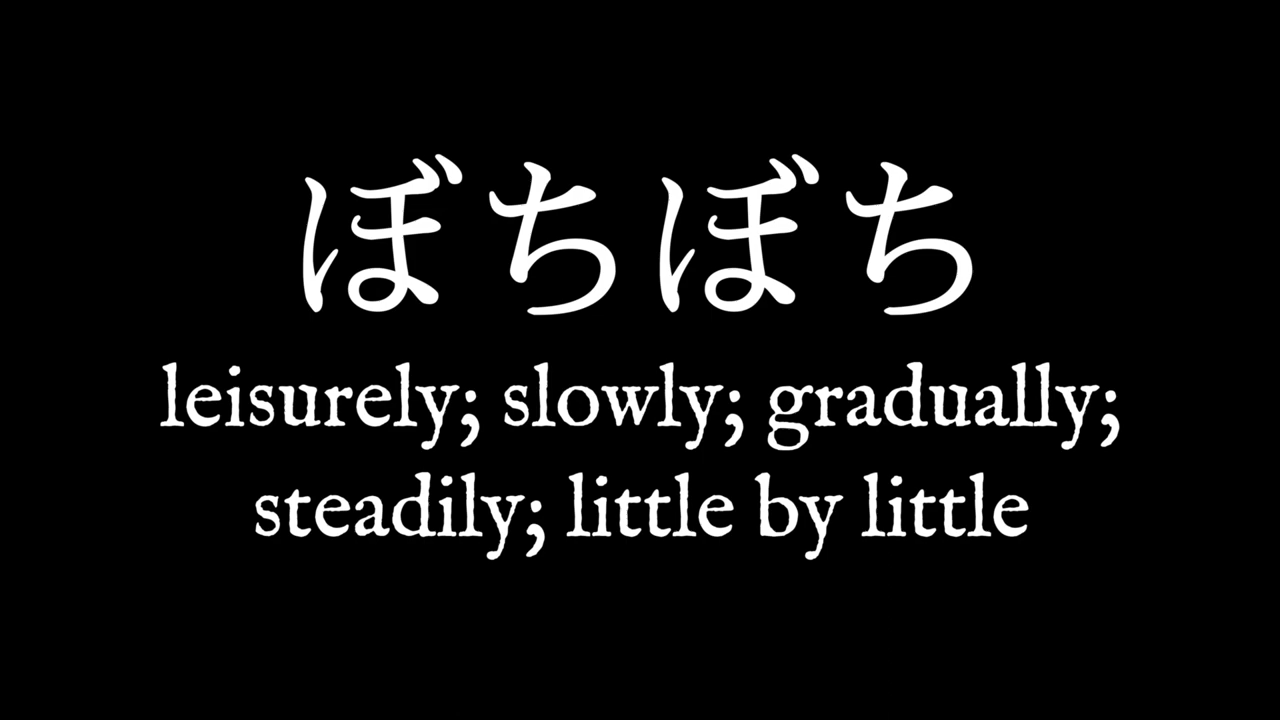 ぼちぼち
leisurely; slowly; gradually;
steadily; little by little